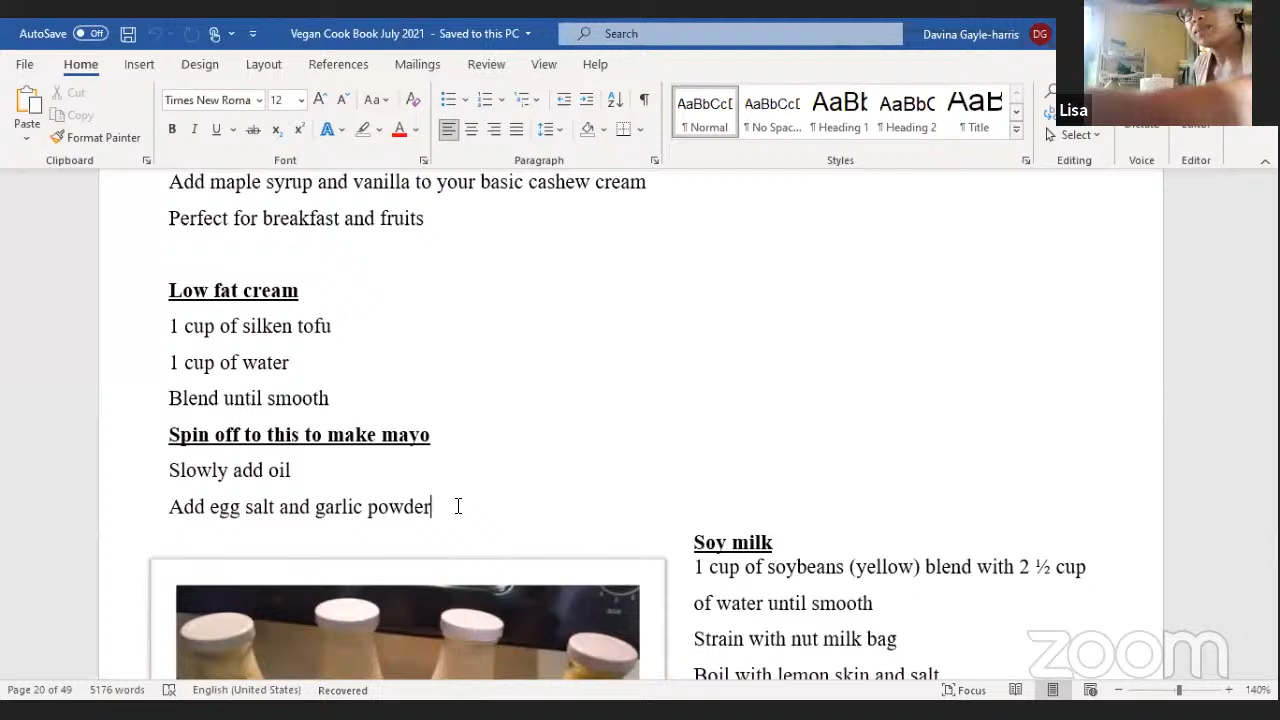 AutoSave Off Vegan Cook Book July 2021 - Saved to this PC Search Davina Gayle-harris DG
File Home Insert Design Layout References Mailings Review View Help
Paste Cut Copy Format Painter
Times New Roma 12 Aa
B I U ab x₂ x² A A
AaBbCcD AaBbCcD AaBb AaBbC AaB
¶ Normal ¶ No Spac... ¶ Heading 1 ¶ Heading 2 ¶ Title
Select
Clipboard Font Paragraph Styles Editing Voice Editor
Lisa
Add maple syrup and vanilla to your basic cashew cream
Perfect for breakfast and fruits
Low fat cream
1 cup of silken tofu
1 cup of water
Blend until smooth
Spin off to this to make mayo
Slowly add oil
Add egg salt and garlic powder
Soy milk
1 cup of soybeans (yellow) blend with 2 ½ cup
of water until smooth
Strain with nut milk bag
Boil with lemon skin and salt
zoom
Page 20 of 49 5176 words English (United States) Recovered Focus 140%